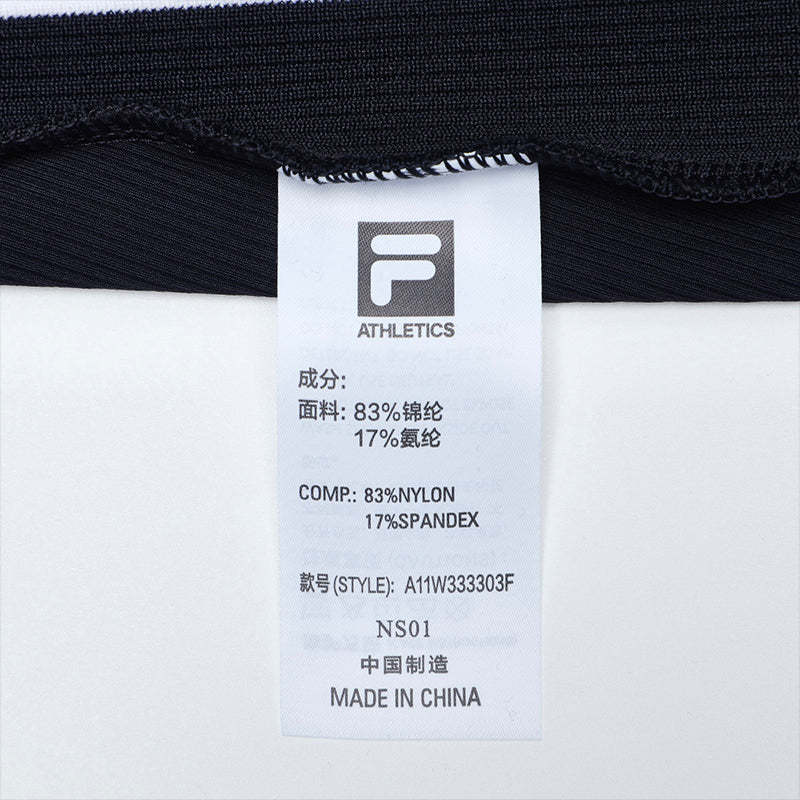 F
ATHLETICS
成分:
面料: 83%锦纶
17%氨纶
COMP.: 83%NYLON
17%SPANDEX
款号(STYLE): A11W333303F
NS01
中国制造
MADE IN CHINA